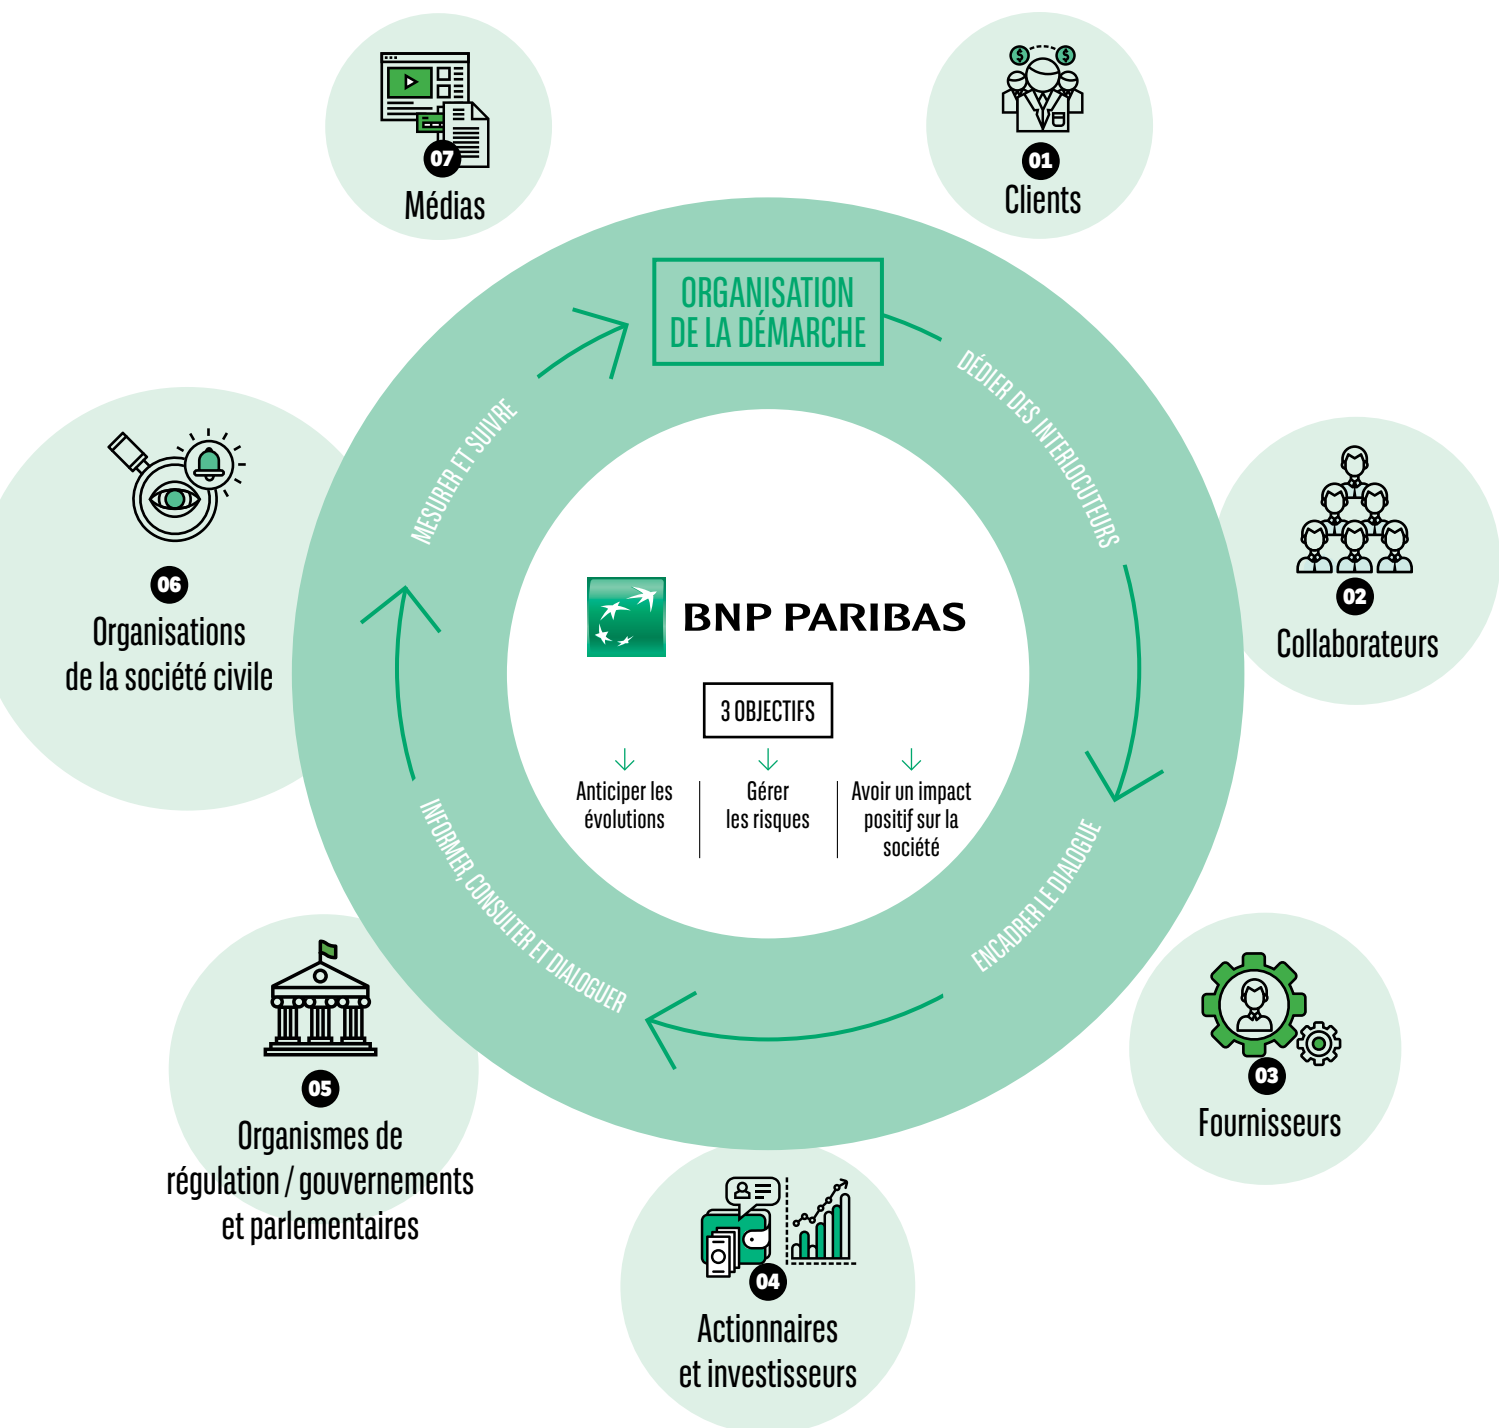 07
Médias
01
Clients
ORGANISATION
DE LA DÉMARCHE
DÉDIER DES INTERLOCUTEURS
ENCADRER LE DIALOGUE
INFORMER, CONSULTER ET DIALOGUER
MESURER ET SUIVRE
BNP PARIBAS
3 OBJECTIFS
Anticiper les
évolutions
Gérer
les risques
Avoir un impact
positif sur la
société
02
Collaborateurs
03
Fournisseurs
04
Actionnaires
et investisseurs
05
Organismes de
régulation / gouvernements
et parlementaires
06
Organisations
de la société civile